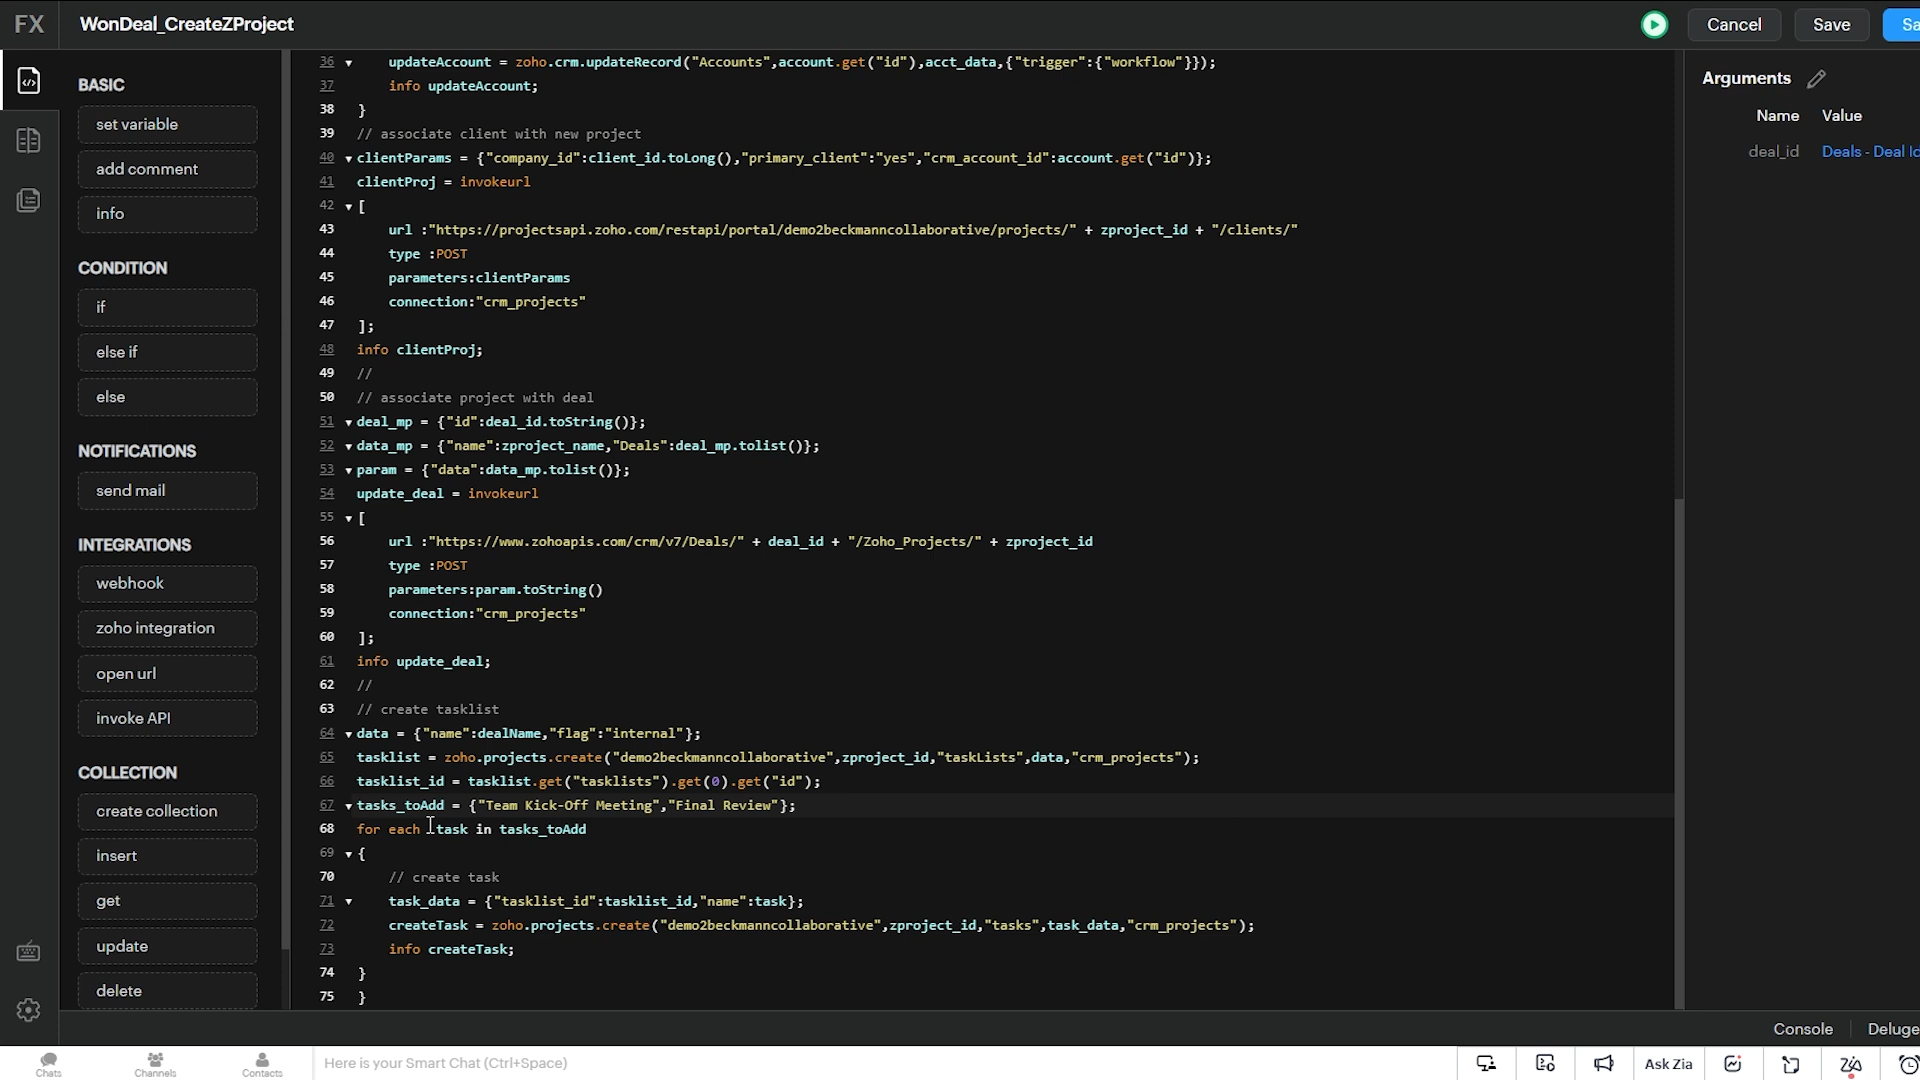 FX
WonDeal_CreateZProject
Cancel
Save
Sa
BASIC
set variable
add comment
info
CONDITION
if
else if
else
NOTIFICATIONS
send mail
INTEGRATIONS
webhook
zoho integration
open url
invoke API
COLLECTION
create collection
insert
get
update
delete
36 updateAccount = zoho.crm.updateRecord("Accounts",account.get("id"),acct_data,{"trigger":{"workflow"}});
37 info updateAccount;
38 }
39 // associate client with new project
40 clientParams = {"company_id":client_id.toLong(),"primary_client":"yes","crm_account_id":account.get("id")};
41 clientProj = invokeurl
42 [
43 url :"https://projectsapi.zoho.com/restapi/portal/demo2beckmanncollaborative/projects/" + zproject_id + "/clients/"
44 type :POST
45 parameters:clientParams
46 connection:"crm_projects"
47 ];
48 info clientProj;
49 //
50 // associate project with deal
51 deal_mp = {"id":deal_id.toString()};
52 data_mp = {"name":zproject_name,"Deals":deal_mp.tolist()};
53 param = {"data":data_mp.tolist()};
54 update_deal = invokeurl
55 [
56 url :"https://www.zohoapis.com/crm/v7/Deals/" + deal_id + "/Zoho_Projects/" + zproject_id
57 type :POST
58 parameters:param.toString()
59 connection:"crm_projects"
60 ];
61 info update_deal;
62 //
63 // create tasklist
64 data = {"name":dealName,"flag":"internal"};
65 tasklist = zoho.projects.create("demo2beckmanncollaborative",zproject_id,"taskLists",data,"crm_projects");
66 tasklist_id = tasklist.get("tasklists").get(0).get("id");
67 tasks_toAdd = {"Team Kick-Off Meeting","Final Review"};
68 for each task in tasks_toAdd
69 {
70 // create task
71 task_data = {"tasklist_id":tasklist_id,"name":task};
72 createTask = zoho.projects.create("demo2beckmanncollaborative",zproject_id,"tasks",task_data,"crm_projects");
73 info createTask;
74 }
75 }
Arguments
Name Value
deal_id Deals - Deal Id
Console
Deluge
Chats
Channels
Contacts
Here is your Smart Chat (Ctrl+Space)
Ask Zia